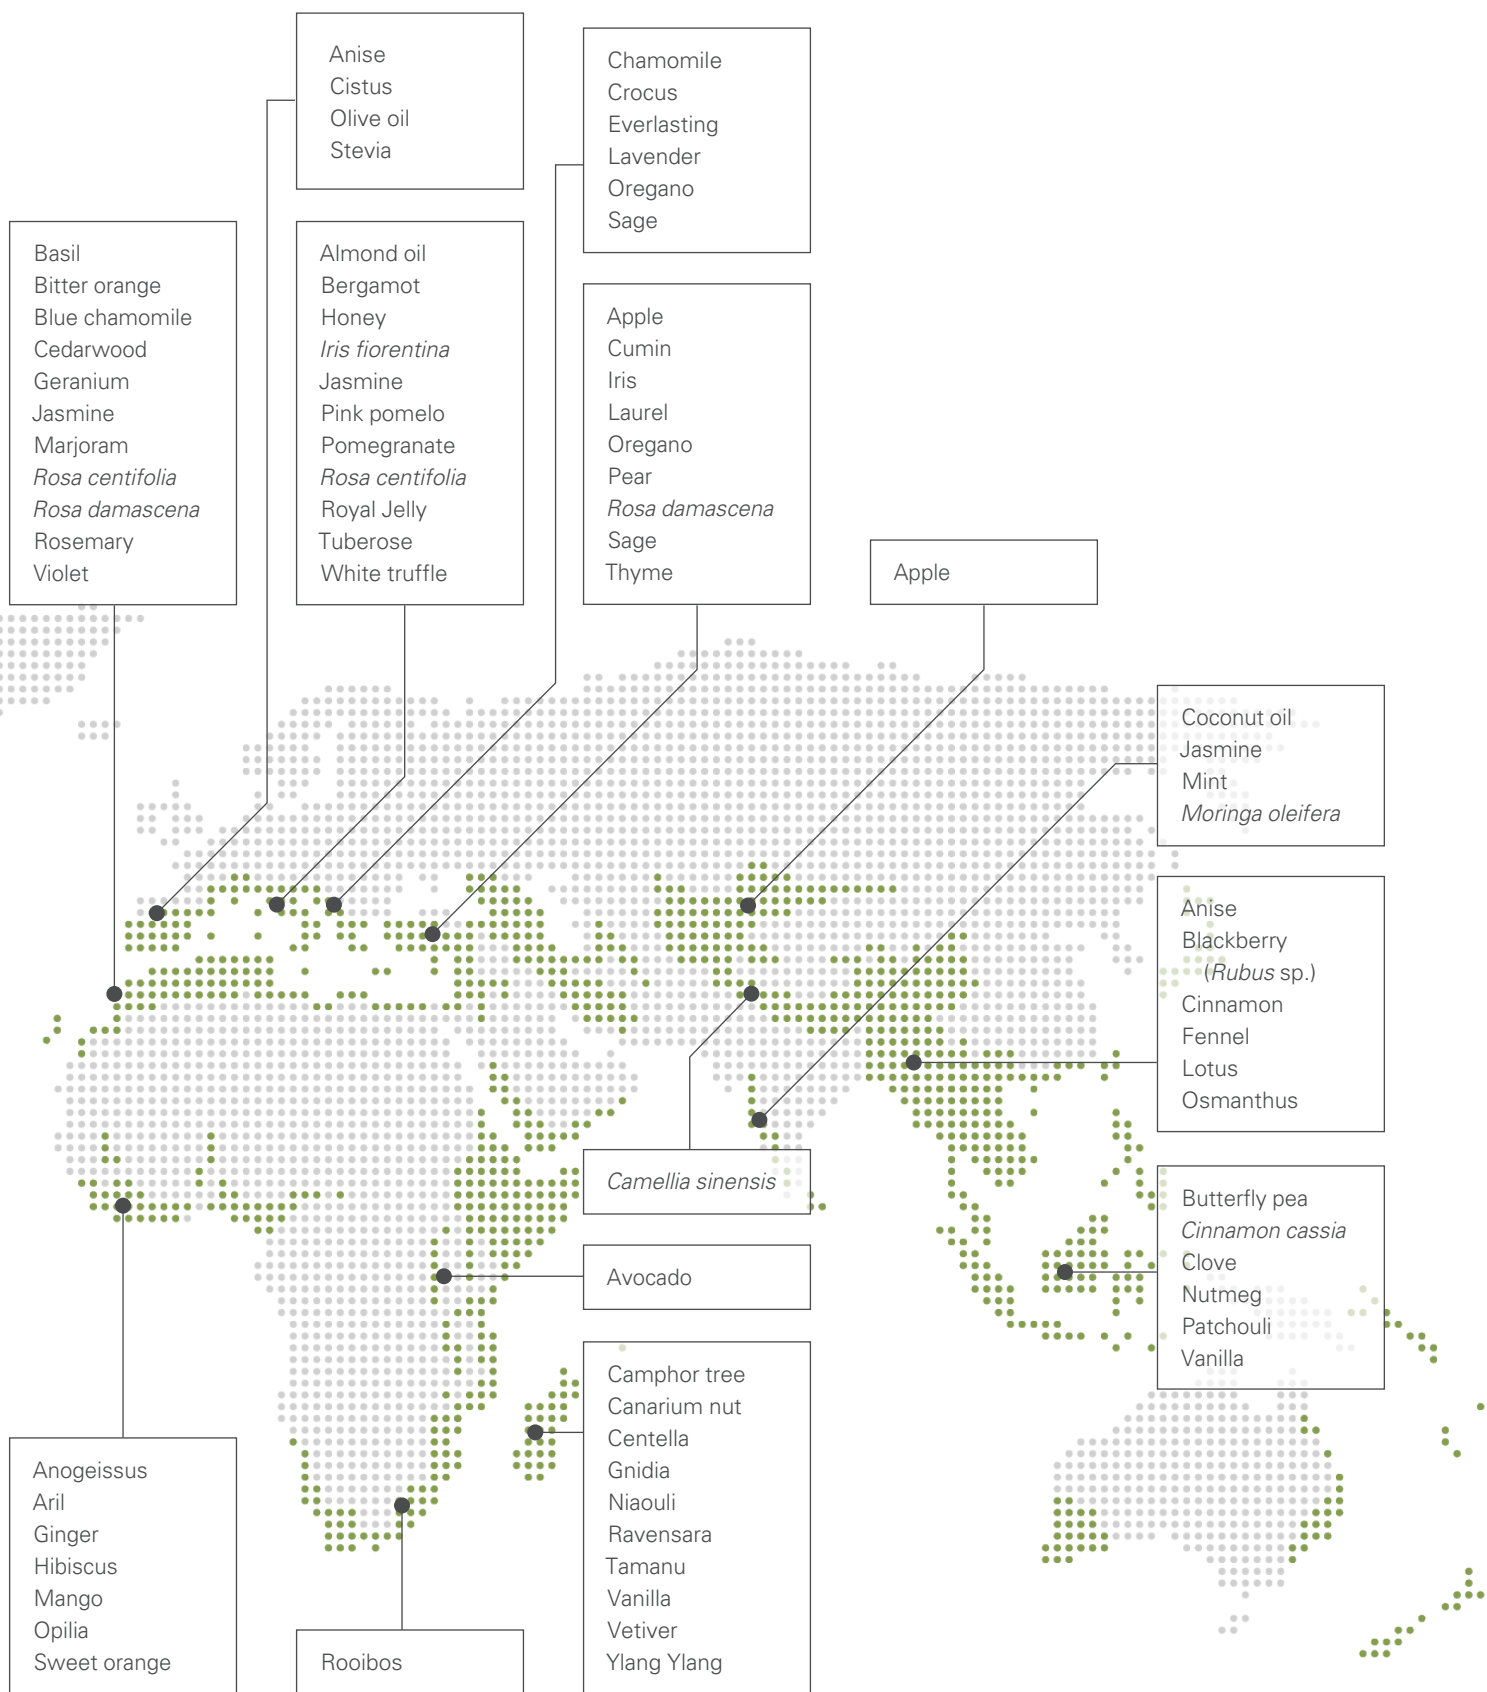 Anise
Cistus
Olive oil
Stevia
Chamomile
Crocus
Everlasting
Lavender
Oregano
Sage
Basil
Bitter orange
Blue chamomile
Cedarwood
Geranium
Jasmine
Marjoram
Rosa centifolia
Rosa damascena
Rosemary
Violet
Almond oil
Bergamot
Honey
Iris fiorentina
Jasmine
Pink pomelo
Pomegranate
Rosa centifolia
Royal Jelly
Tuberose
White truffle
Apple
Cumin
Iris
Laurel
Oregano
Pear
Rosa damascena
Sage
Thyme
Apple
Coconut oil
Jasmine
Mint
Moringa oleifera
Anise
Blackberry
(Rubus sp.)
Cinnamon
Fennel
Lotus
Osmanthus
Camellia sinensis
Butterfly pea
Cinnamon cassia
Clove
Nutmeg
Patchouli
Vanilla
Avocado
Camphor tree
Canarium nut
Centella
Gnidia
Niaouli
Ravensara
Tamanu
Vanilla
Vetiver
Ylang Ylang
Anogeissus
Aril
Ginger
Hibiscus
Mango
Opilia
Sweet orange
Rooibos